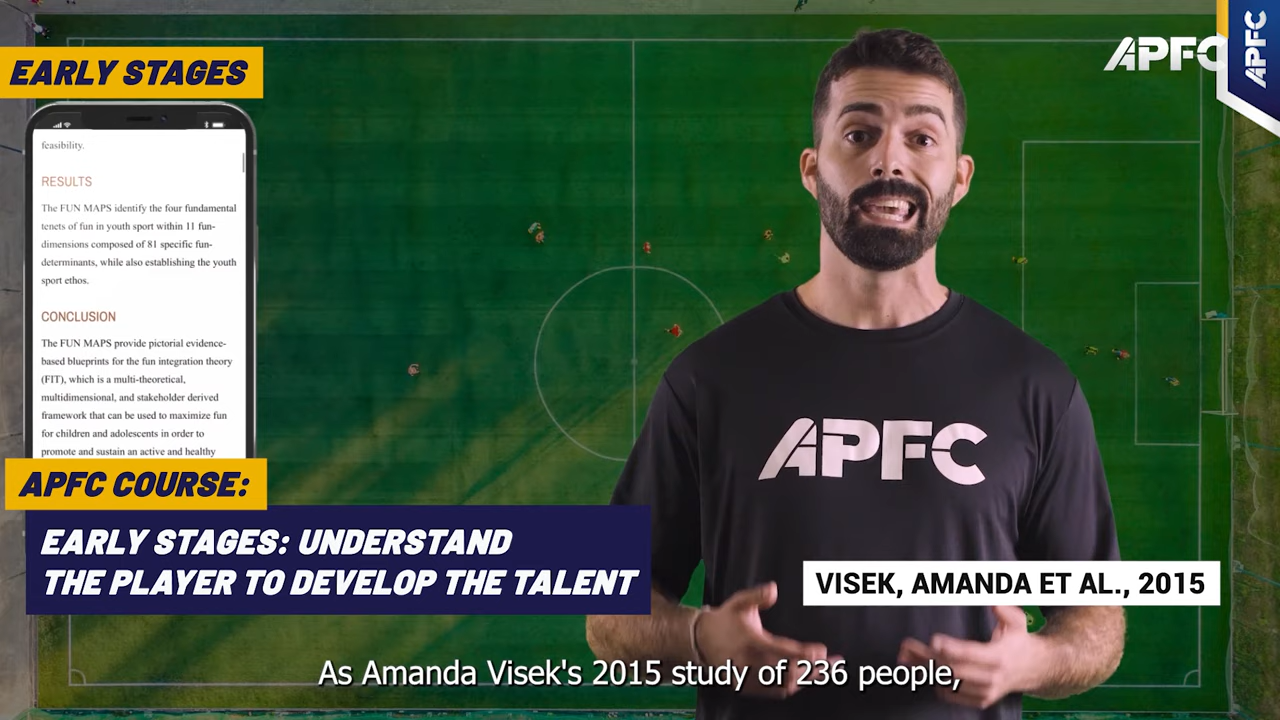 EARLY STAGES
APFC
APFC
feasibility.
RESULTS
The FUN MAPS identify the four fundamental
tenets of fun in youth sport within 11 fun-
dimensions composed of 81 specific fun-
determinants, while also establishing the youth
sport ethos.
CONCLUSION
The FUN MAPS provide pictorial evidence-
based blueprints for the fun integration theory
(FIT), which is a multi-theoretical,
multidimensional, and stakeholder derived
framework that can be used to maximize fun
for children and adolescents in order to
promote and sustain an active and healthy
APFC
APFC COURSE:
EARLY STAGES: UNDERSTAND
THE PLAYER TO DEVELOP THE TALENT
VISEK, AMANDA ET AL., 2015
As Amanda Visek's 2015 study of 236 people,